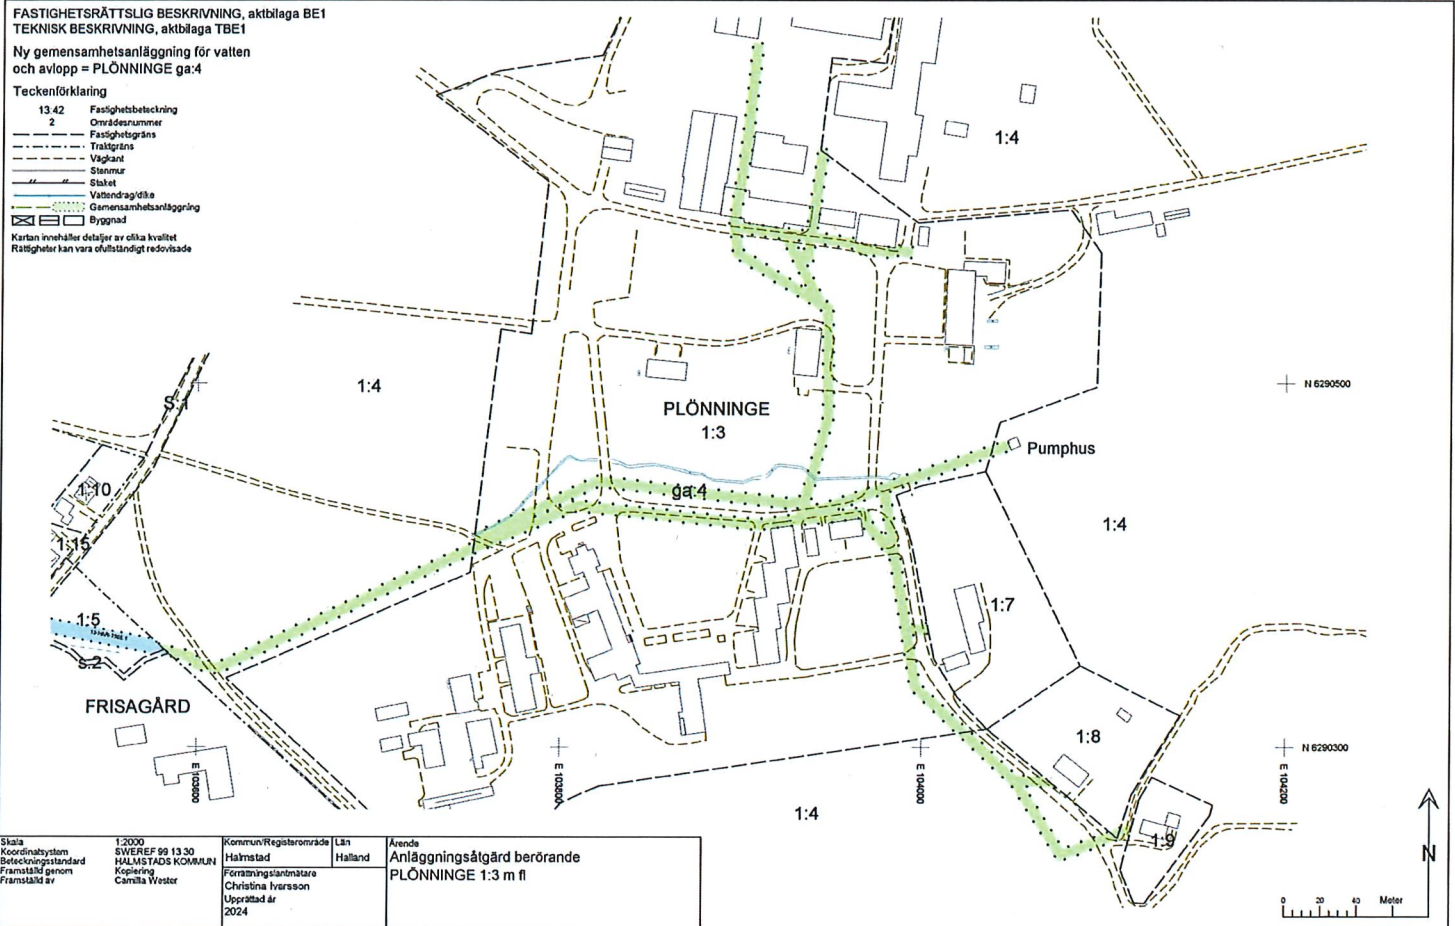 FASTIGHETSRÄTTSLIG BESKRIVNING, aktbilaga BE1
TEKNISK BESKRIVNING, aktbilaga TBE1
Ny gemensamhetsanläggning för vatten
och avlopp = PLÖNNINGE ga:4
Teckenförklaring
13:42 Fastighetsbeteckning
2 Områdesnummer
Fastighetsgräns
Traktgräns
Vägkant
Stenmur
Staket
Vattendrag/dike
Gemensamhetsanläggning
Byggnad
Kartan innehåller detaljer av olika kvalitet
Rättigheter kan vara ofullständigt redovisade
1:4
1:4
S:1
PLÖNNINGE
1:3
N 6290500
Pumphus
1:10
ga:4
1:4
1:15
1:5
1:7
s:2
FRISAGÅRD
1:8
N 6290300
E 103600
E 103800
E 104000
E 104200
1:4
1:9
N
0 20 40 Meter
Skala 1:2000
Koordinatsystem SWEREF 99 13 30
Beteckningsstandard HALMSTADS KOMMUN
Framställd genom Kopiering
Framställd av Camilla Wester
Kommun/Registerområde
Halmstad
Län
Halland
Förrättningslantmätare
Christina Ivarsson
Upprättad år
2024
Ärende
Anläggningsåtgärd berörande
PLÖNNINGE 1:3 m fl